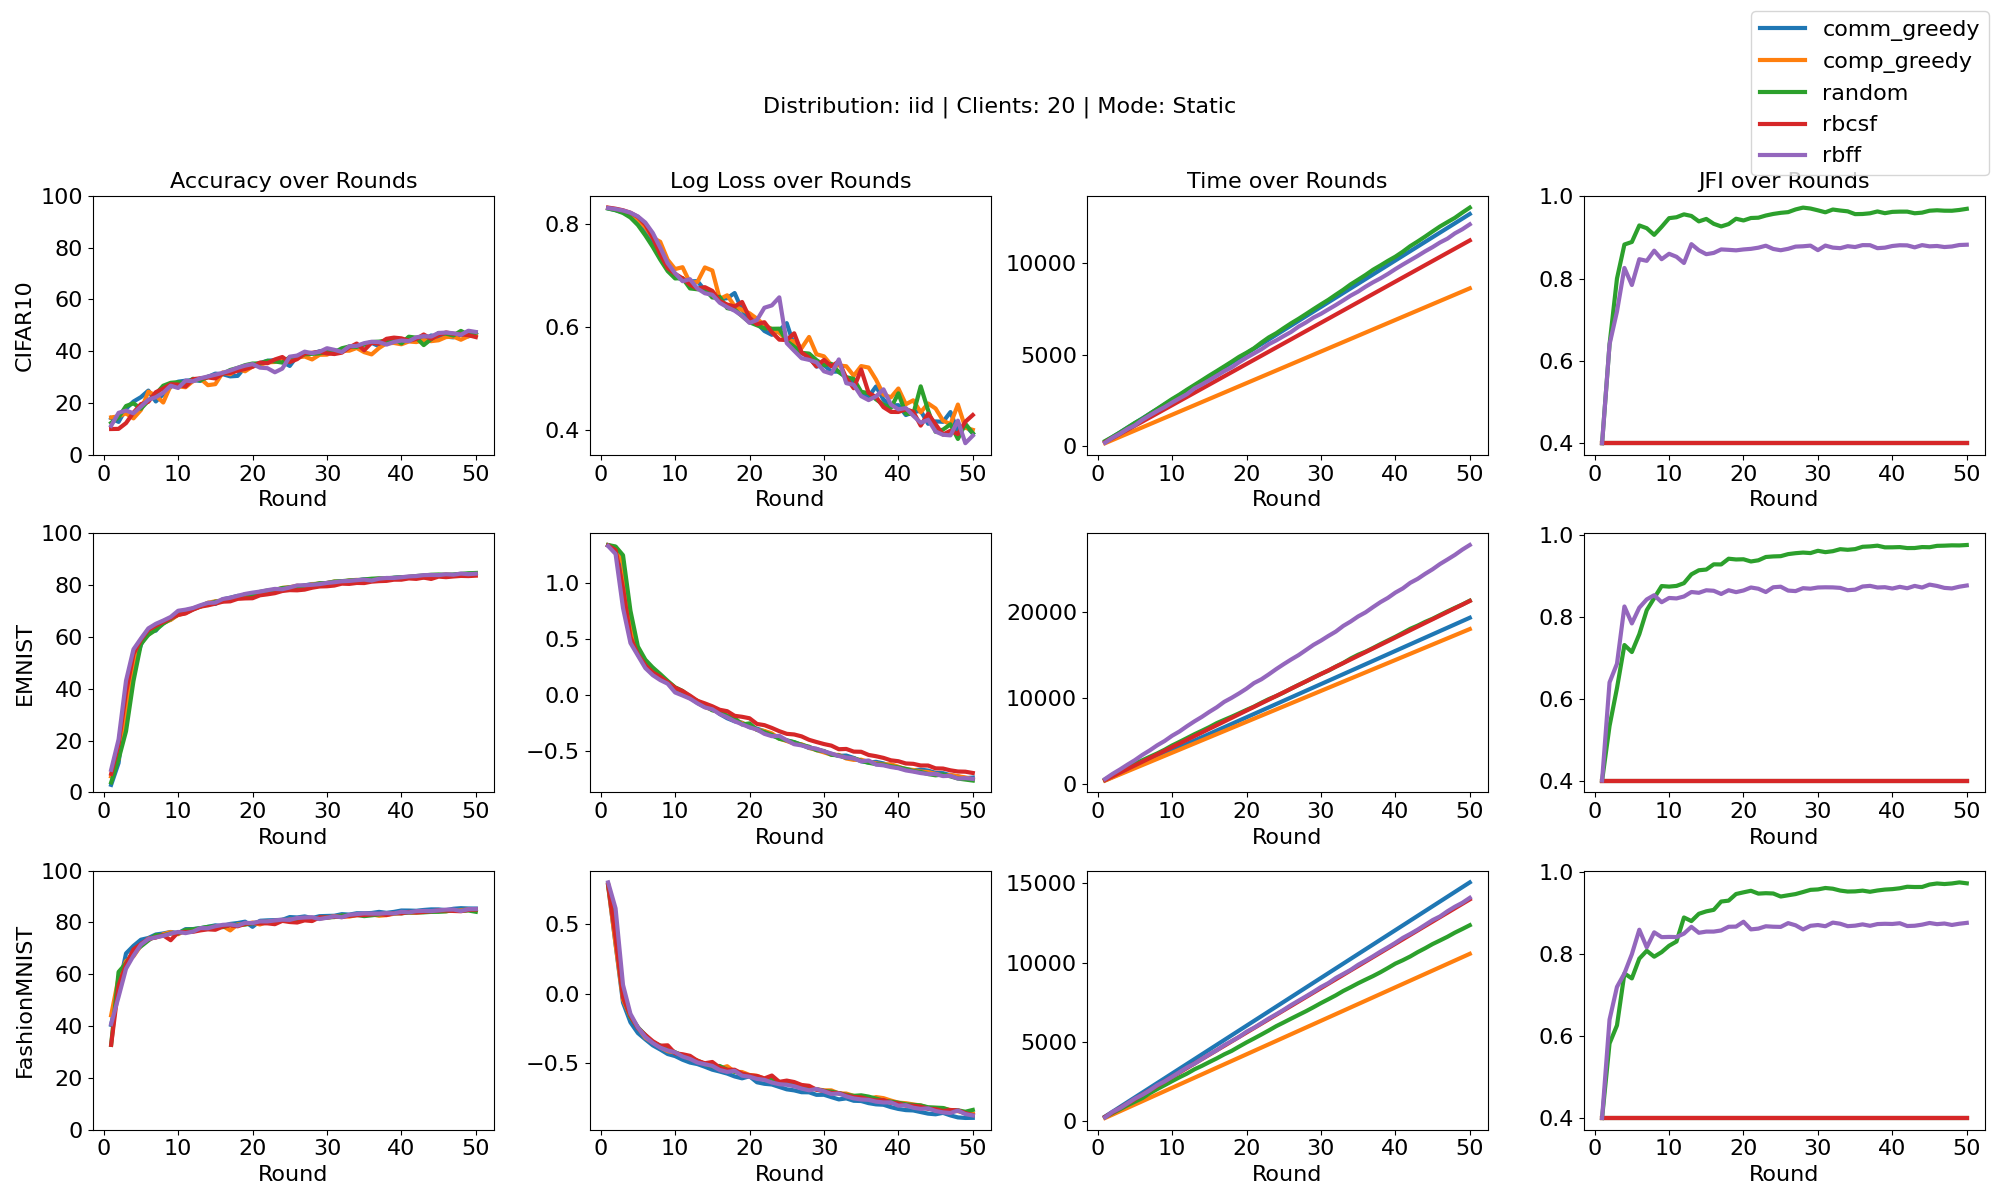 comm_greedy
comp_greedy
random
rbcsf
rbff
Distribution: iid | Clients: 20 | Mode: Static
Accuracy over Rounds
Log Loss over Rounds
Time over Rounds
JFI over Rounds
CIFAR10
100
80
60
40
20
0
0 10 20 30 40 50
Round
0.8
0.6
0.4
0 10 20 30 40 50
Round
10000
5000
0
0 10 20 30 40 50
Round
1.0
0.8
0.6
0.4
0 10 20 30 40 50
Round
EMNIST
100
80
60
40
20
0
0 10 20 30 40 50
Round
1.0
0.5
0.0
−0.5
0 10 20 30 40 50
Round
20000
10000
0
0 10 20 30 40 50
Round
1.0
0.8
0.6
0.4
0 10 20 30 40 50
Round
FashionMNIST
100
80
60
40
20
0
0 10 20 30 40 50
Round
0.5
0.0
−0.5
0 10 20 30 40 50
Round
15000
10000
5000
0
0 10 20 30 40 50
Round
1.0
0.8
0.6
0.4
0 10 20 30 40 50
Round